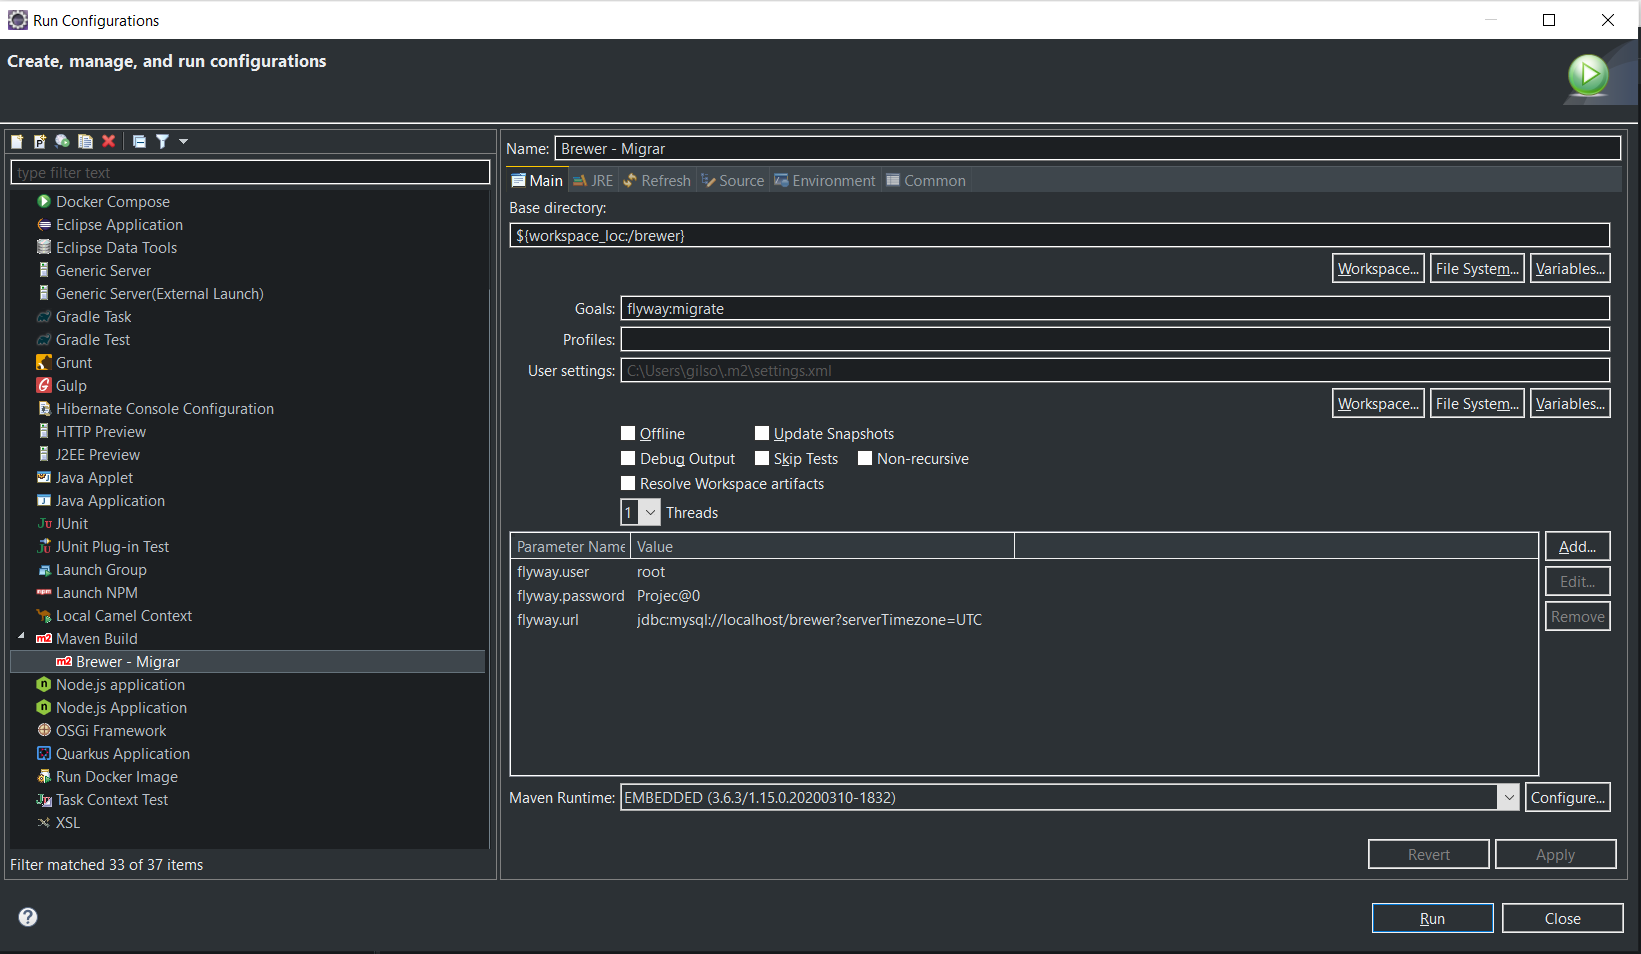 Run Configurations
Create, manage, and run configurations
type filter text
Docker Compose
Eclipse Application
Eclipse Data Tools
Generic Server
Generic Server(External Launch)
Gradle Task
Gradle Test
Grunt
Gulp
Hibernate Console Configuration
HTTP Preview
J2EE Preview
Java Applet
Java Application
JUnit
JUnit Plug-in Test
Launch Group
Launch NPM
Local Camel Context
Maven Build
Brewer - Migrar
Node.js application
Node.js Application
OSGi Framework
Quarkus Application
Run Docker Image
Task Context Test
XSL
Filter matched 33 of 37 items
Name: Brewer - Migrar
Main JRE Refresh Source Environment Common
Base directory:
${workspace_loc:/brewer}
Workspace... File System... Variables...
Goals: flyway:migrate
Profiles:
User settings: C:\Users\gilso\.m2\settings.xml
Workspace... File System... Variables...
Offline Update Snapshots
Debug Output Skip Tests Non-recursive
Resolve Workspace artifacts
1 Threads
Parameter Name Value
flyway.user root
flyway.password Projec@0
flyway.url jdbc:mysql://localhost/brewer?serverTimezone=UTC
Add...
Edit...
Remove
Maven Runtime: EMBEDDED (3.6.3/1.15.0.20200310-1832) Configure...
Revert Apply
Run Close